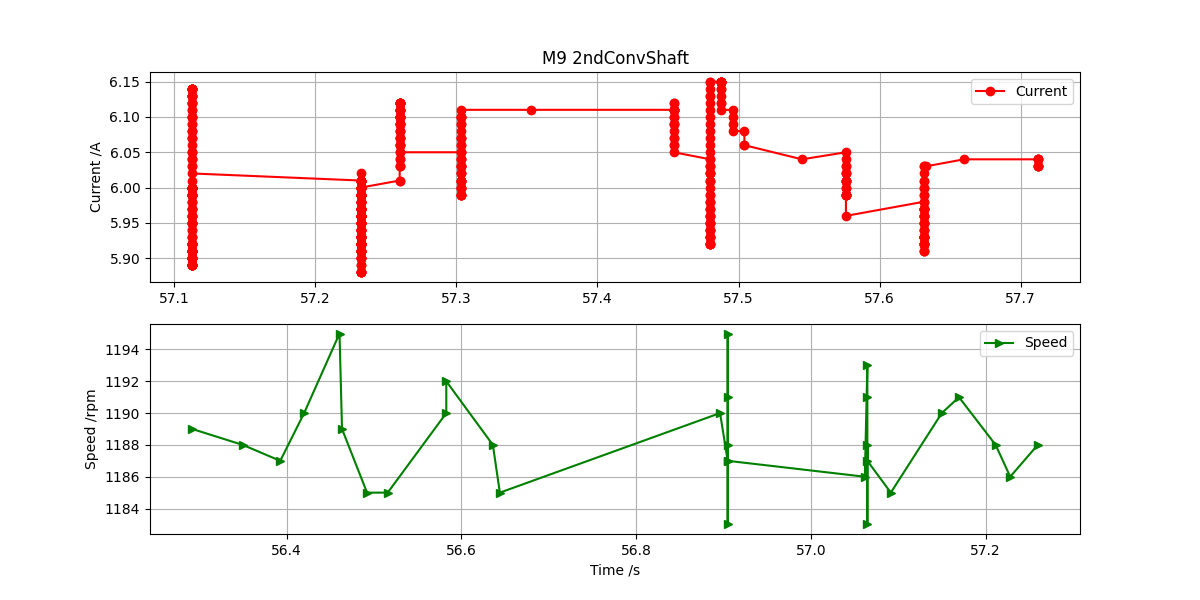 M9 2ndConvShaft
6.15
6.10
6.05
6.00
5.95
5.90
Current /A
Current
57.1 57.2 57.3 57.4 57.5 57.6 57.7
1194
1192
1190
1188
1186
1184
Speed /rpm
Speed
56.4 56.6 56.8 57.0 57.2
Time /s